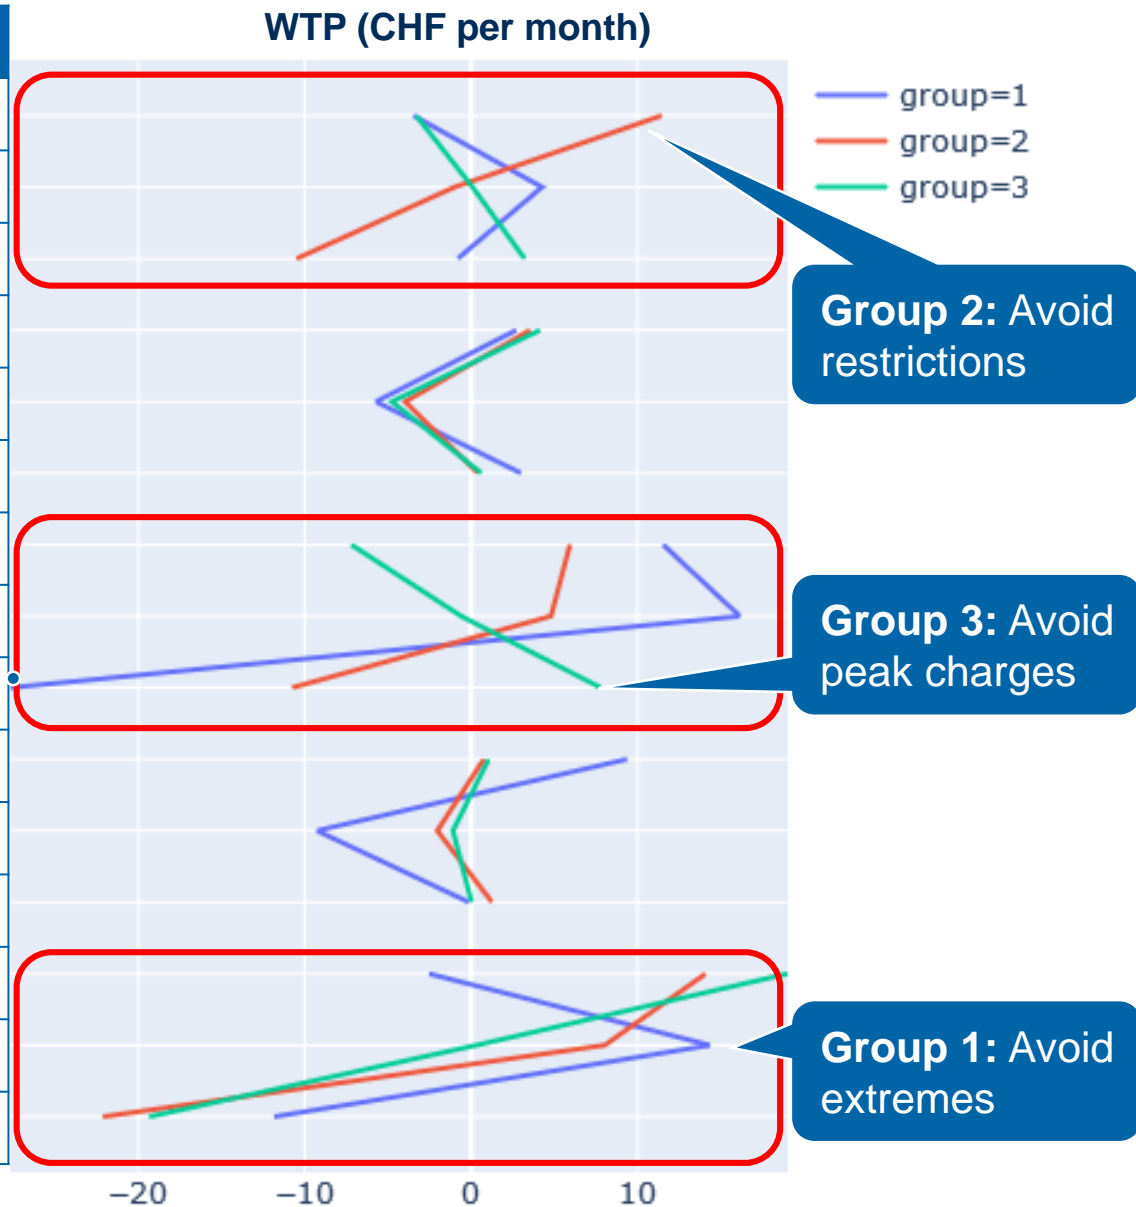 WTP (CHF per month)
group=1
group=2
group=3
Group 2: Avoid
restrictions
Group 3: Avoid
peak charges
Group 1: Avoid
extremes
−20 −10 0 10